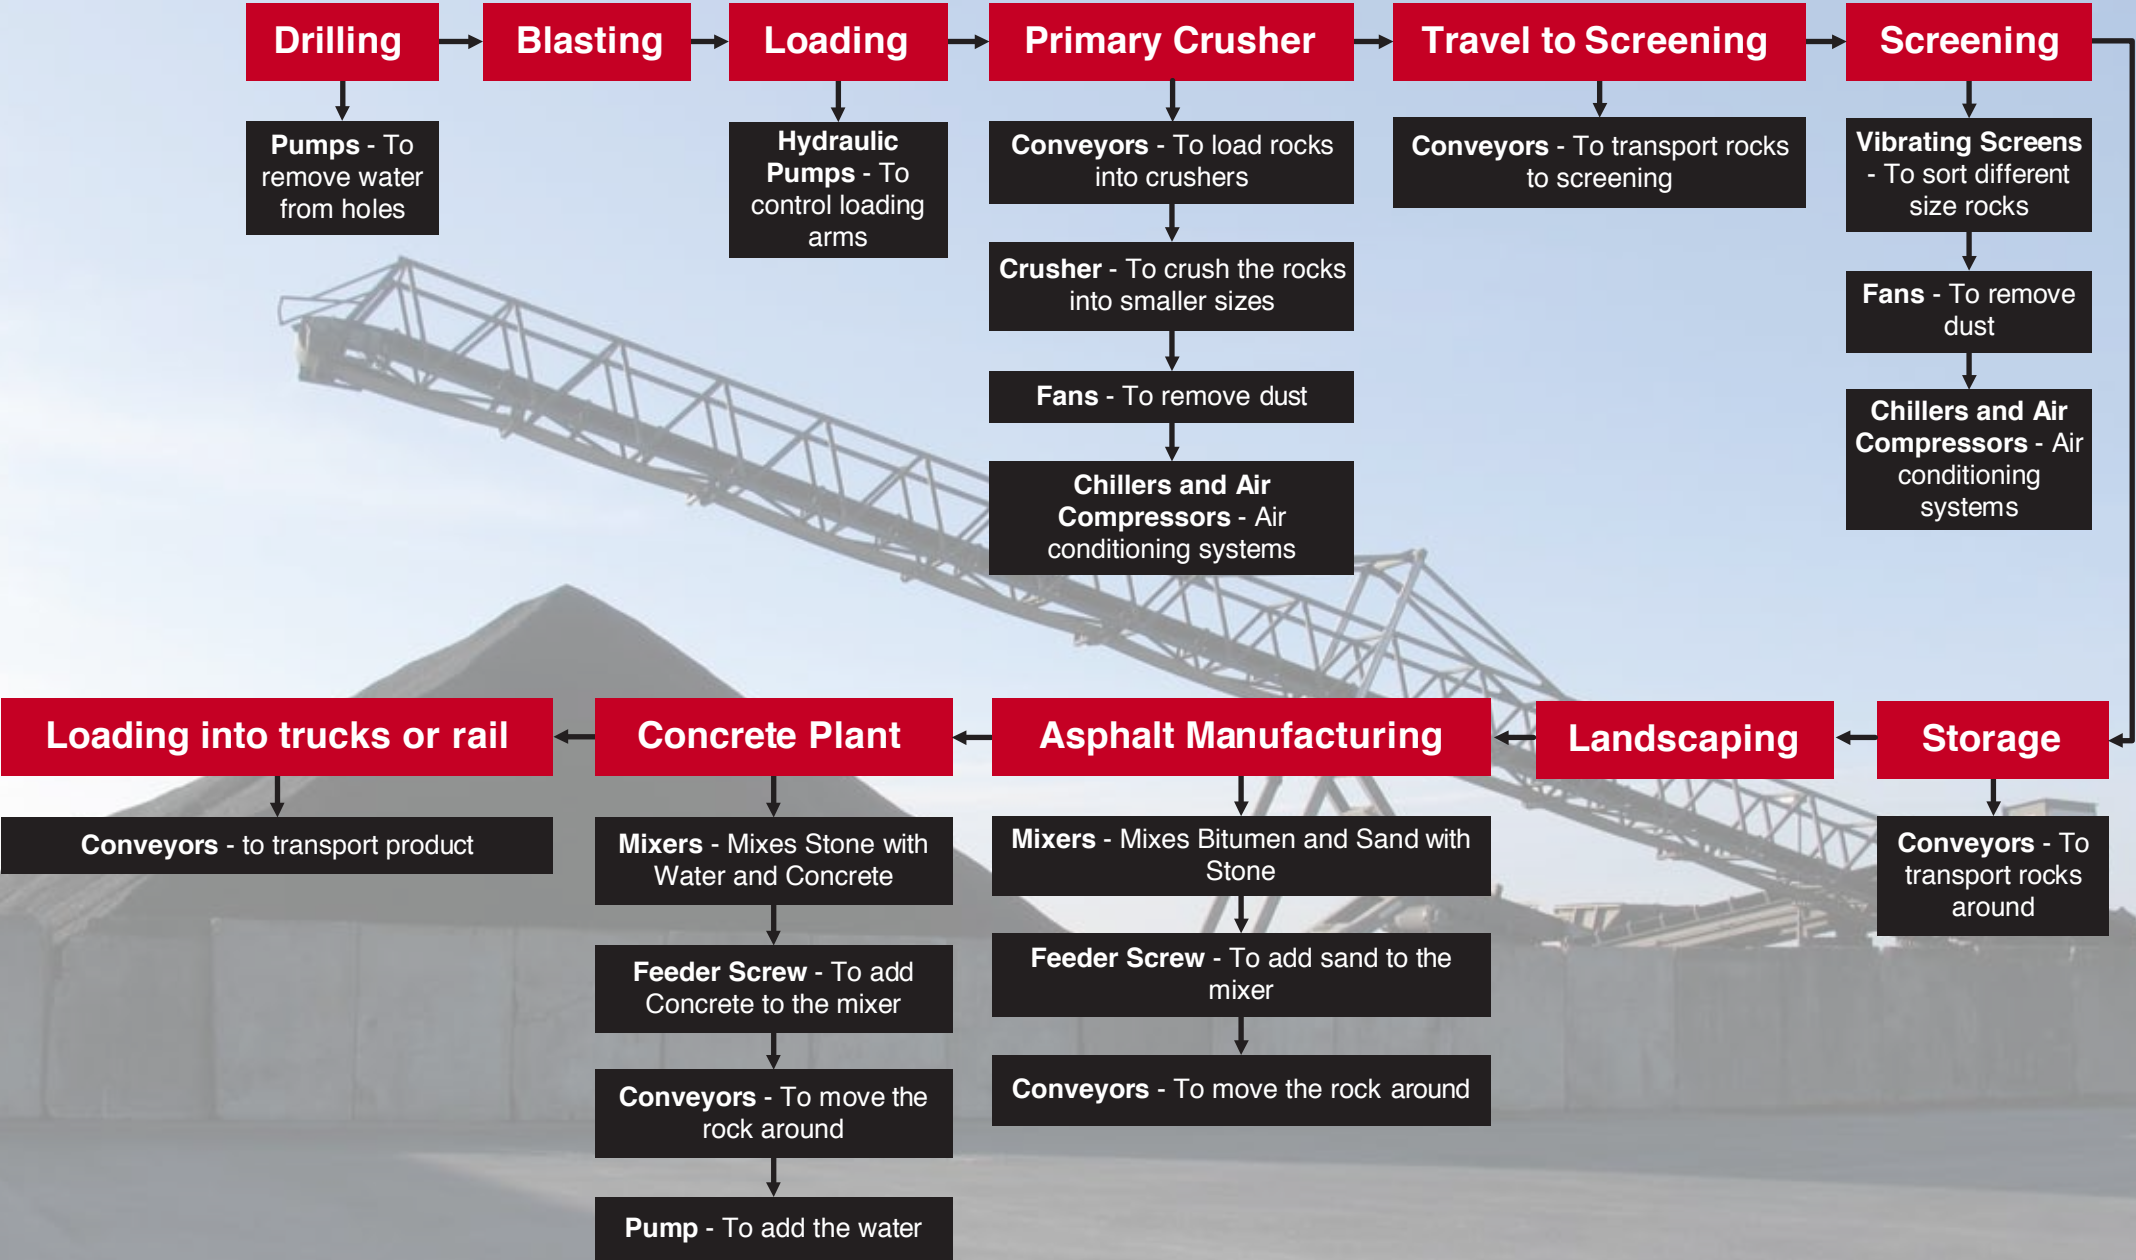 Drilling
Blasting
Loading
Primary Crusher
Travel to Screening
Screening
Pumps - To
remove water
from holes
Hydraulic
Pumps - To
control loading
arms
Conveyors - To load rocks
into crushers
Crusher - To crush the rocks
into smaller sizes
Fans - To remove dust
Chillers and Air
Compressors - Air
conditioning systems
Conveyors - To transport rocks
to screening
Vibrating Screens
- To sort different
size rocks
Fans - To remove
dust
Chillers and Air
Compressors - Air
conditioning
systems
Storage
Conveyors - To
transport rocks
around
Landscaping
Asphalt Manufacturing
Mixers - Mixes Bitumen and Sand with
Stone
Feeder Screw - To add sand to the
mixer
Conveyors - To move the rock around
Concrete Plant
Mixers - Mixes Stone with
Water and Concrete
Feeder Screw - To add
Concrete to the mixer
Conveyors - To move the
rock around
Pump - To add the water
Loading into trucks or rail
Conveyors - to transport product